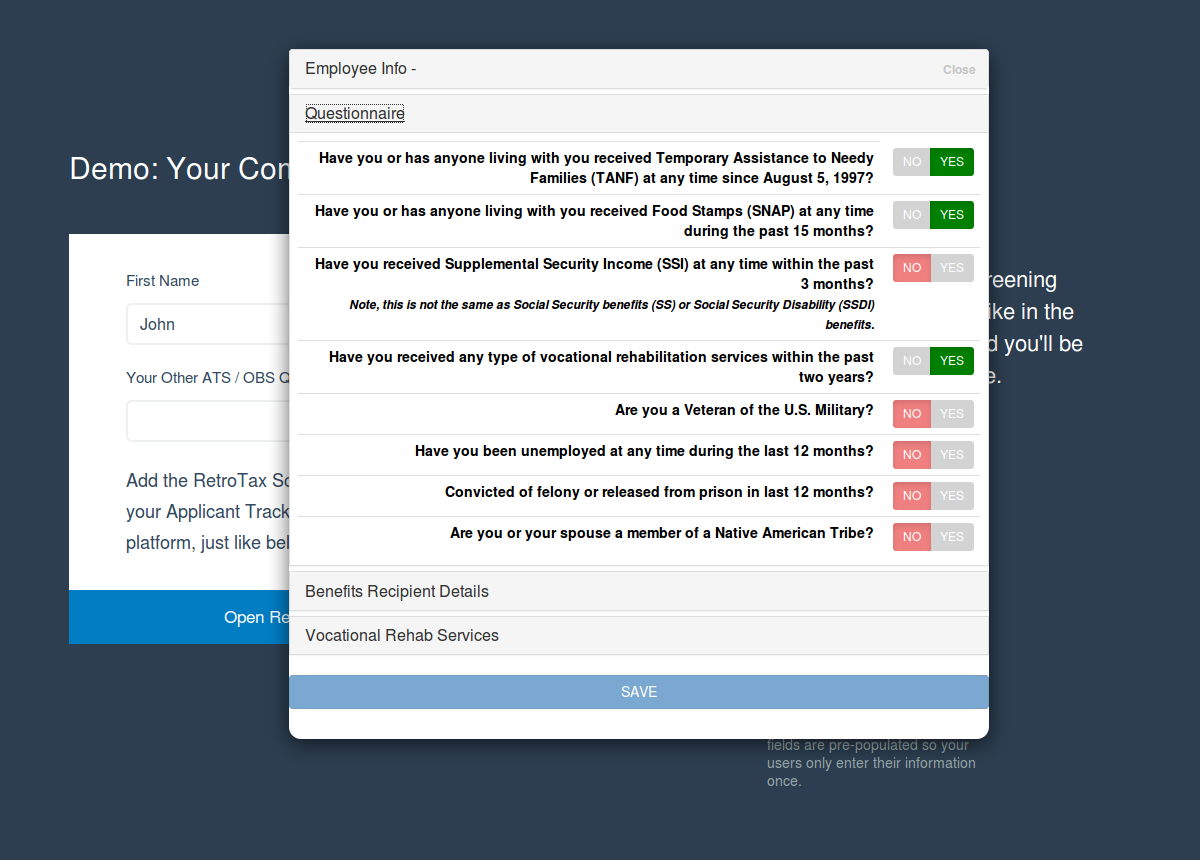 Employee Info -
Close
Questionnaire
Have you or has anyone living with you received Temporary Assistance to Needy
Families (TANF) at any time since August 5, 1997?
NO YES
Have you or has anyone living with you received Food Stamps (SNAP) at any time
during the past 15 months?
NO YES
Have you received Supplemental Security Income (SSI) at any time within the past
3 months?
Note, this is not the same as Social Security benefits (SS) or Social Security Disability (SSDI)
benefits.
NO YES
Have you received any type of vocational rehabilitation services within the past
two years?
NO YES
Are you a Veteran of the U.S. Military?
NO YES
Have you been unemployed at any time during the last 12 months?
NO YES
Convicted of felony or released from prison in last 12 months?
NO YES
Are you or your spouse a member of a Native American Tribe?
NO YES
Benefits Recipient Details
Vocational Rehab Services
SAVE
Demo: Your
First Name
John
Your Other ATS / OBS
Add the RetroTax
your Applicant
platform, just like
Open
ike in the
you'll be
fields are pre-populated so your
users only enter their information
once.